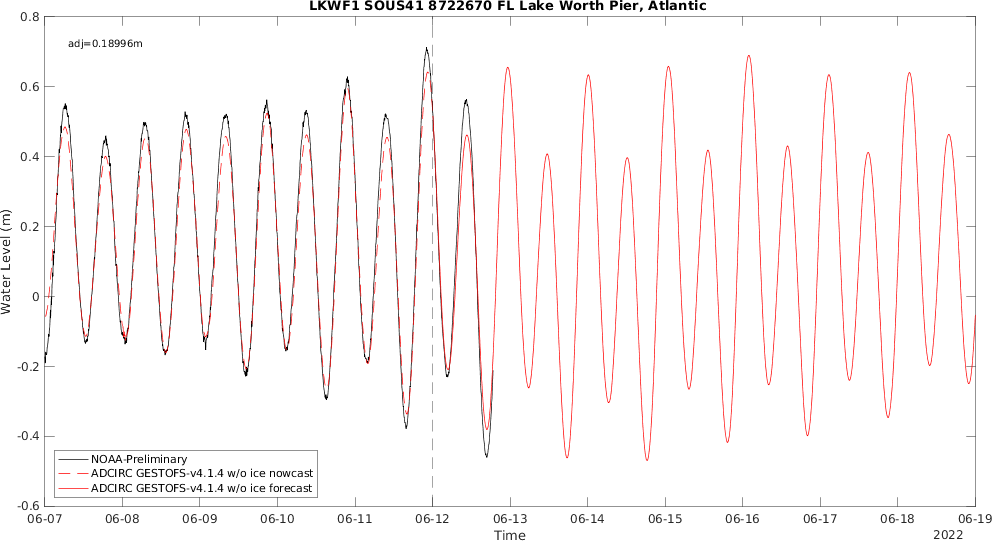 LKWF1 SOUS41 8722670 FL Lake Worth Pier, Atlantic
adj=0.18996m
0.8
0.6
0.4
0.2
0
-0.2
-0.4
-0.6
Water Level (m)
NOAA-Preliminary
ADCIRC GESTOFS-v4.1.4 w/o ice nowcast
ADCIRC GESTOFS-v4.1.4 w/o ice forecast
06-07 06-08 06-09 06-10 06-11 06-12 06-13 06-14 06-15 06-16 06-17 06-18 06-19
Time
2022